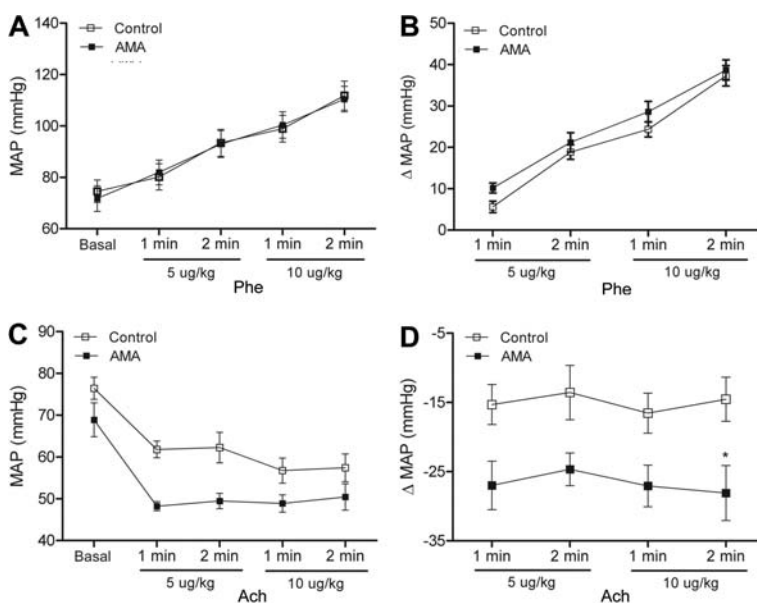 A
Control
AMA
MAP (mmHg)
140
120
100
80
60
Basal
1 min
2 min
1 min
2 min
5 ug/kg
10 ug/kg
Phe
B
Control
AMA
Δ MAP (mmHg)
50
40
30
20
10
0
1 min
2 min
1 min
2 min
5 ug/kg
10 ug/kg
Phe
C
Control
AMA
MAP (mmHg)
90
80
70
60
50
40
Basal
1 min
2 min
1 min
2 min
5 ug/kg
10 ug/kg
Ach
D
Control
AMA
Δ MAP (mmHg)
-5
-15
-25
-35
*
1 min
2 min
1 min
2 min
5 ug/kg
10 ug/kg
Ach